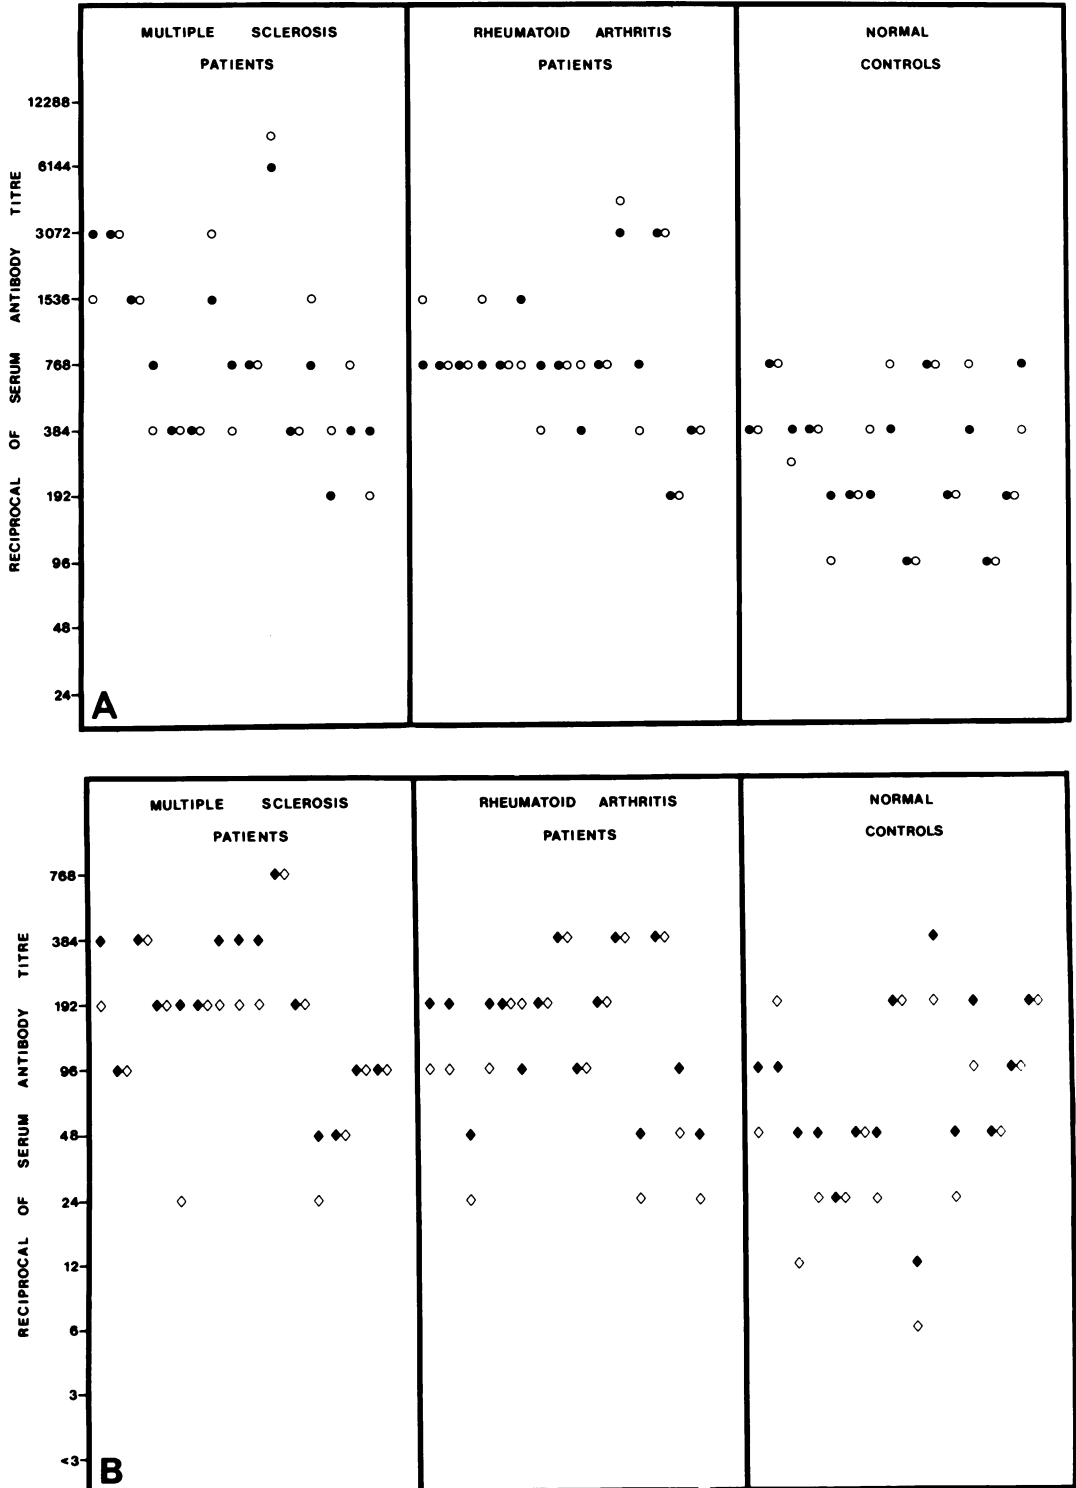 MULTIPLE SCLEROSIS
PATIENTS
RHEUMATOID ARTHRITIS
PATIENTS
NORMAL
CONTROLS
RECIPROCAL OF SERUM ANTIBODY TITRE
12288
6144
3072
1536
768
384
192
96
48
24
A
MULTIPLE SCLEROSIS
PATIENTS
RHEUMATOID ARTHRITIS
PATIENTS
NORMAL
CONTROLS
RECIPROCAL OF SERUM ANTIBODY TITRE
768
384
192
96
48
24
12
6
3
<3
B